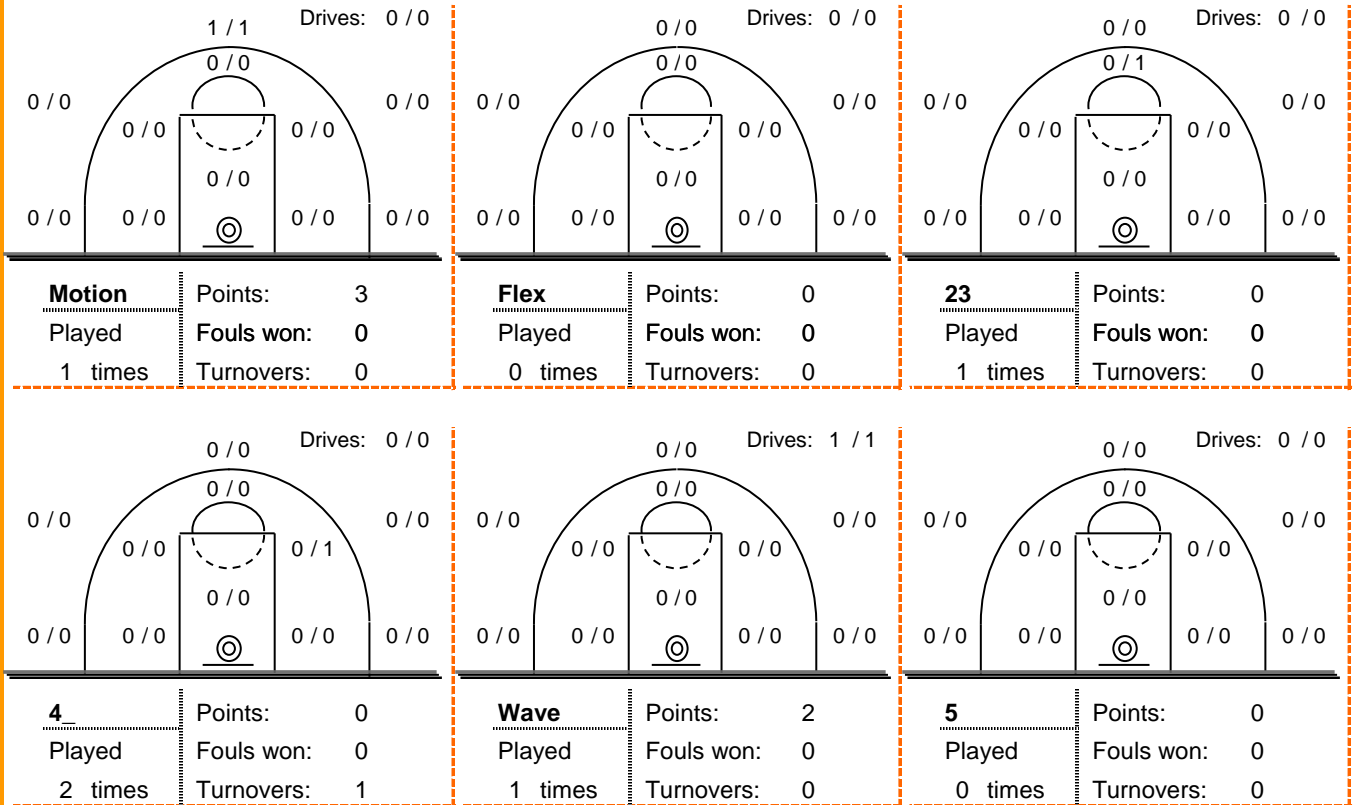 Drives: 0 / 0
1 / 1
0 / 0
0 / 0 0 / 0
0 / 0 0 / 0
0 / 0
0 / 0 0 / 0 0 / 0 0 / 0
Motion Points: 3
Played Fouls won: 0
1 times Turnovers: 0
Drives: 0 / 0
0 / 0
0 / 0
0 / 0 0 / 0
0 / 0 0 / 0
0 / 0
0 / 0 0 / 0 0 / 0 0 / 0
Flex Points: 0
Played Fouls won: 0
0 times Turnovers: 0
Drives: 0 / 0
0 / 0
0 / 1
0 / 0 0 / 0
0 / 0 0 / 0
0 / 0
0 / 0 0 / 0 0 / 0 0 / 0
23 Points: 0
Played Fouls won: 0
1 times Turnovers: 0
Drives: 0 / 0
0 / 0
0 / 0
0 / 0 0 / 0
0 / 0 0 / 1
0 / 0
0 / 0 0 / 0 0 / 0 0 / 0
4_ Points: 0
Played Fouls won: 0
2 times Turnovers: 1
Drives: 1 / 1
0 / 0
0 / 0
0 / 0 0 / 0
0 / 0 0 / 0
0 / 0
0 / 0 0 / 0 0 / 0 0 / 0
Wave Points: 2
Played Fouls won: 0
1 times Turnovers: 0
Drives: 0 / 0
0 / 0
0 / 0
0 / 0 0 / 0
0 / 0 0 / 0
0 / 0
0 / 0 0 / 0 0 / 0 0 / 0
5 Points: 0
Played Fouls won: 0
0 times Turnovers: 0